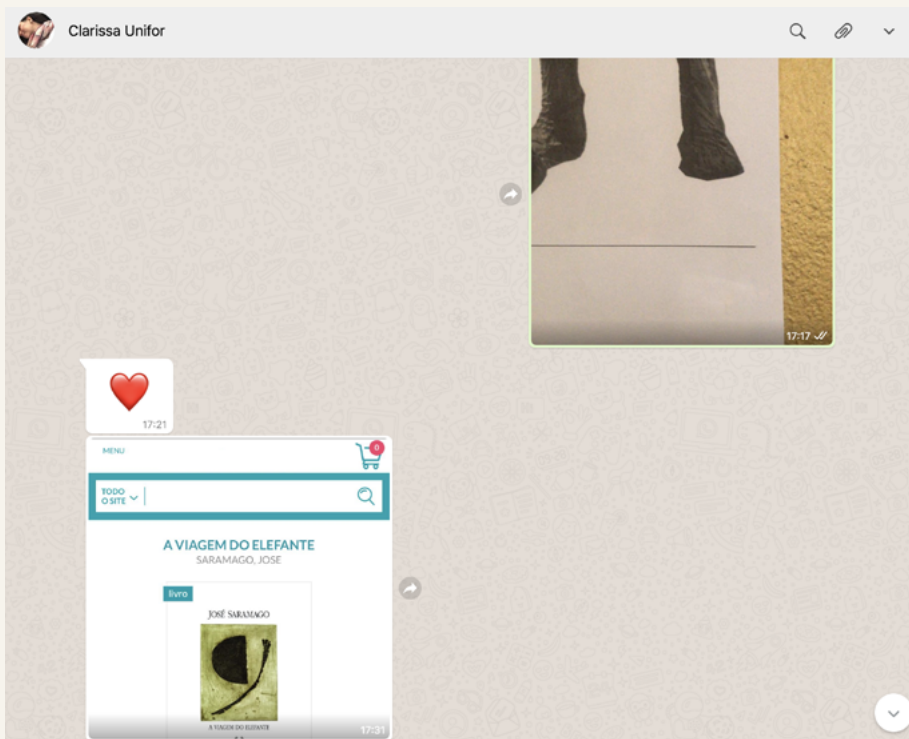 Clarissa Unifor
17:17
17:21
MENU
0
TODO
O SITE
A VIAGEM DO ELEFANTE
SARAMAGO, JOSE
livro
JOSÉ SARAMAGO
A VIAGEM DO ELEFANTE
17:31